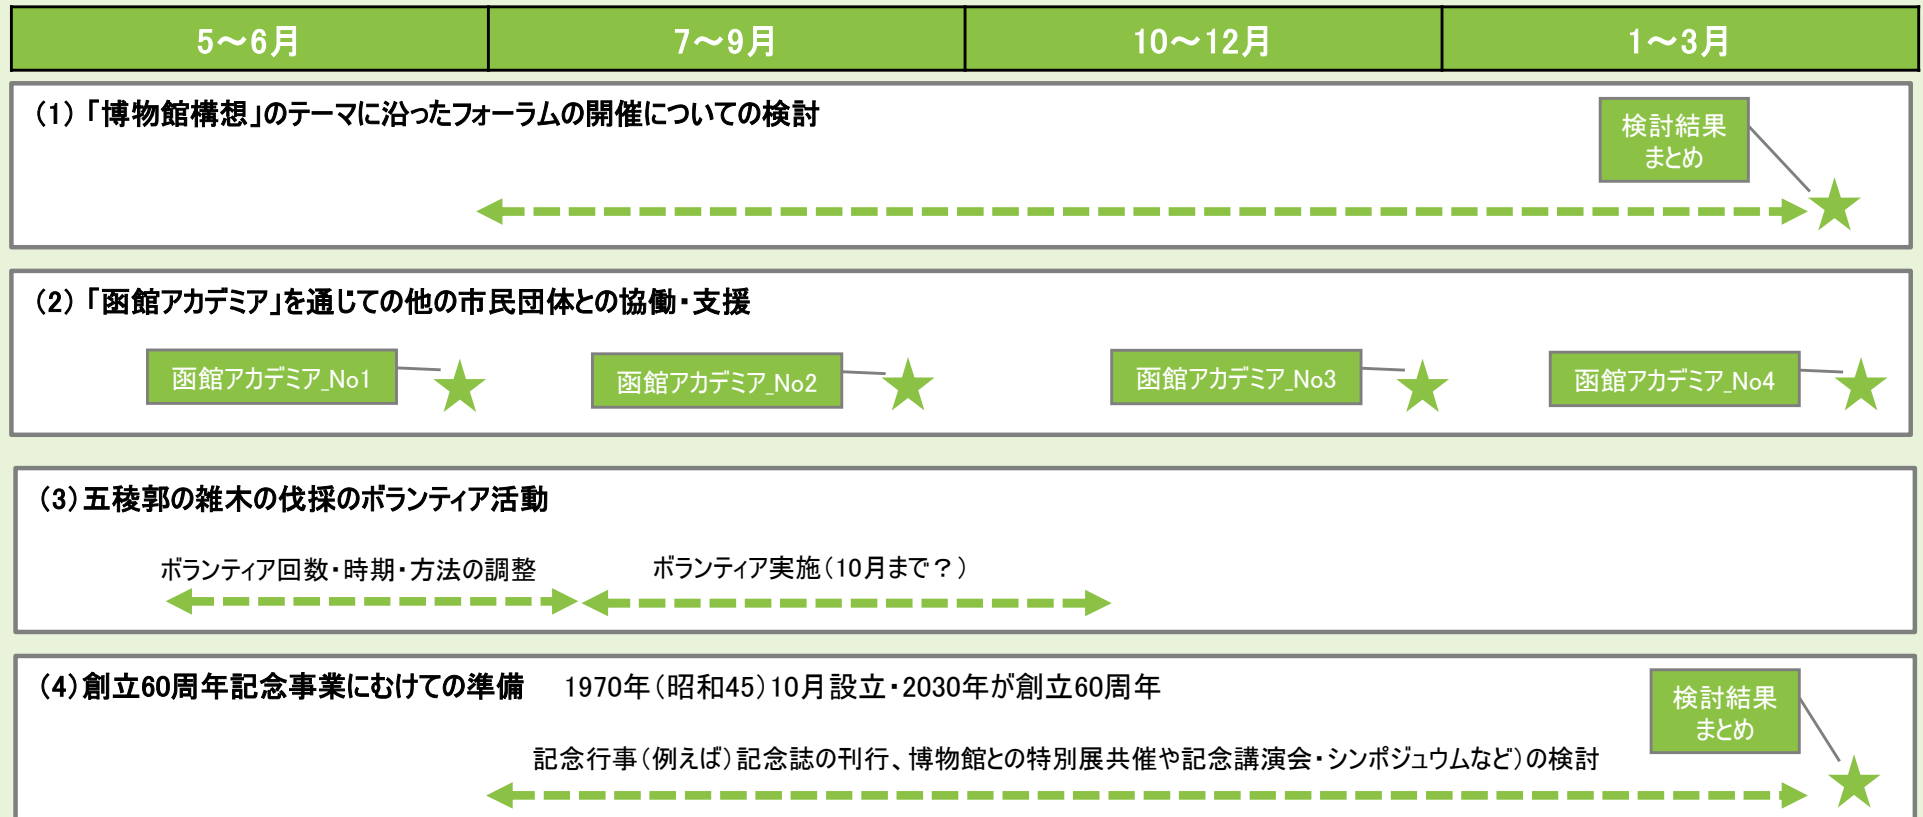 5～6月
7～9月
10～12月
1～3月
（1）「博物館構想」のテーマに沿ったフォーラムの開催についての検討
検討結果
まとめ
（2）「函館アカデミア」を通じての他の市民団体との協働・支援
函館アカデミア_No1
函館アカデミア_No2
函館アカデミア_No3
函館アカデミア_No4
（3）五稜郭の雑木の伐採のボランティア活動
ボランティア回数・時期・方法の調整
ボランティア実施（10月まで？）
（4）創立60周年記念事業にむけての準備　1970年（昭和45）10月設立・2030年が創立60周年
検討結果
まとめ
記念行事（例えば）記念誌の刊行、博物館との特別展共催や記念講演会・シンポジュウムなど）の検討